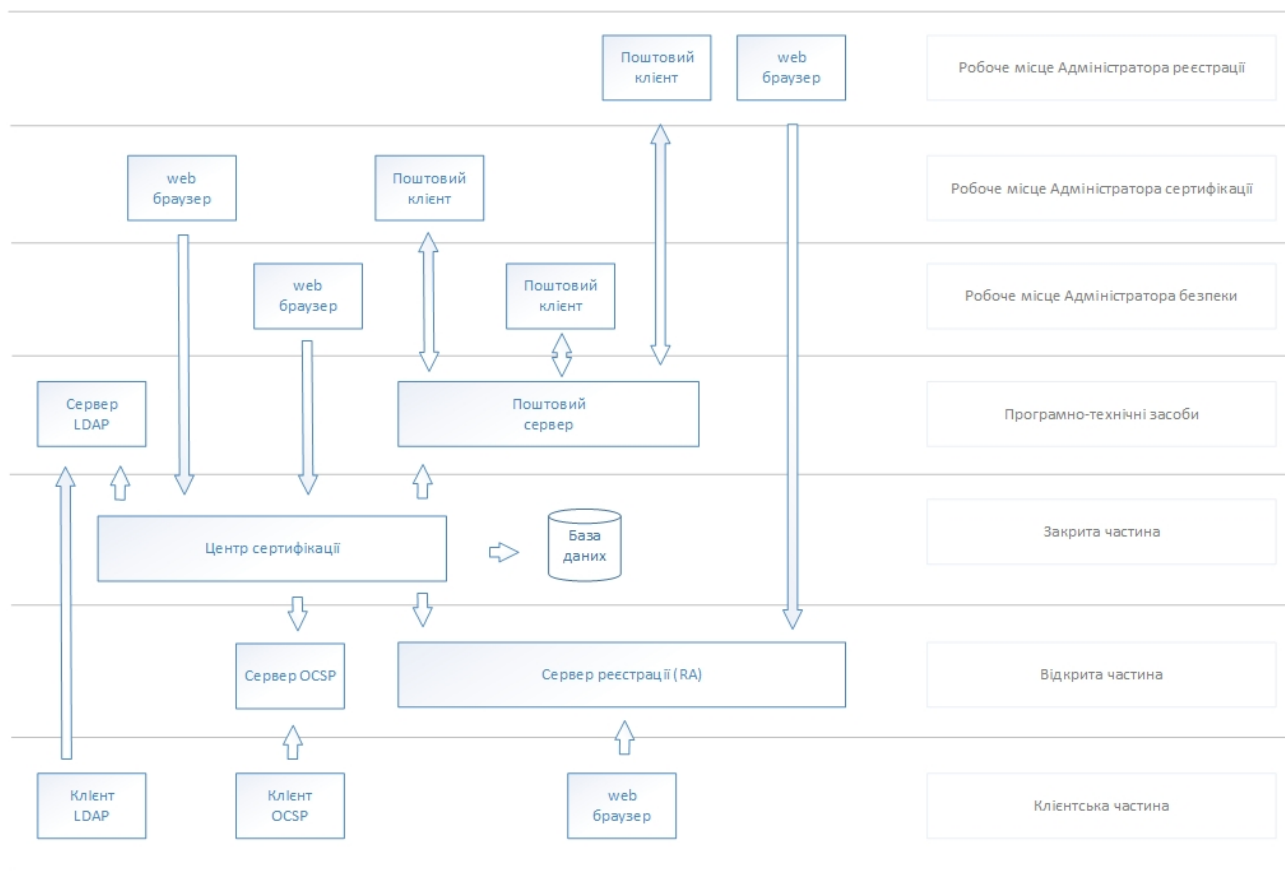 Поштовий
клієнт
web
браузер
Робоче місце Адміністратора реєстрації
web
браузер
Поштовий
клієнт
Робоче місце Адміністратора сертифікації
web
браузер
Поштовий
клієнт
Робоче місце Адміністратора безпеки
Сервер
LDAP
Поштовий
сервер
Програмно-технічні засоби
Центр сертифікації
База
даних
Закрита частина
Сервер OCSP
Сервер реєстрації (RA)
Відкрита частина
Клієнт
LDAP
Клієнт
OCSP
web
браузер
Клієнтська частина